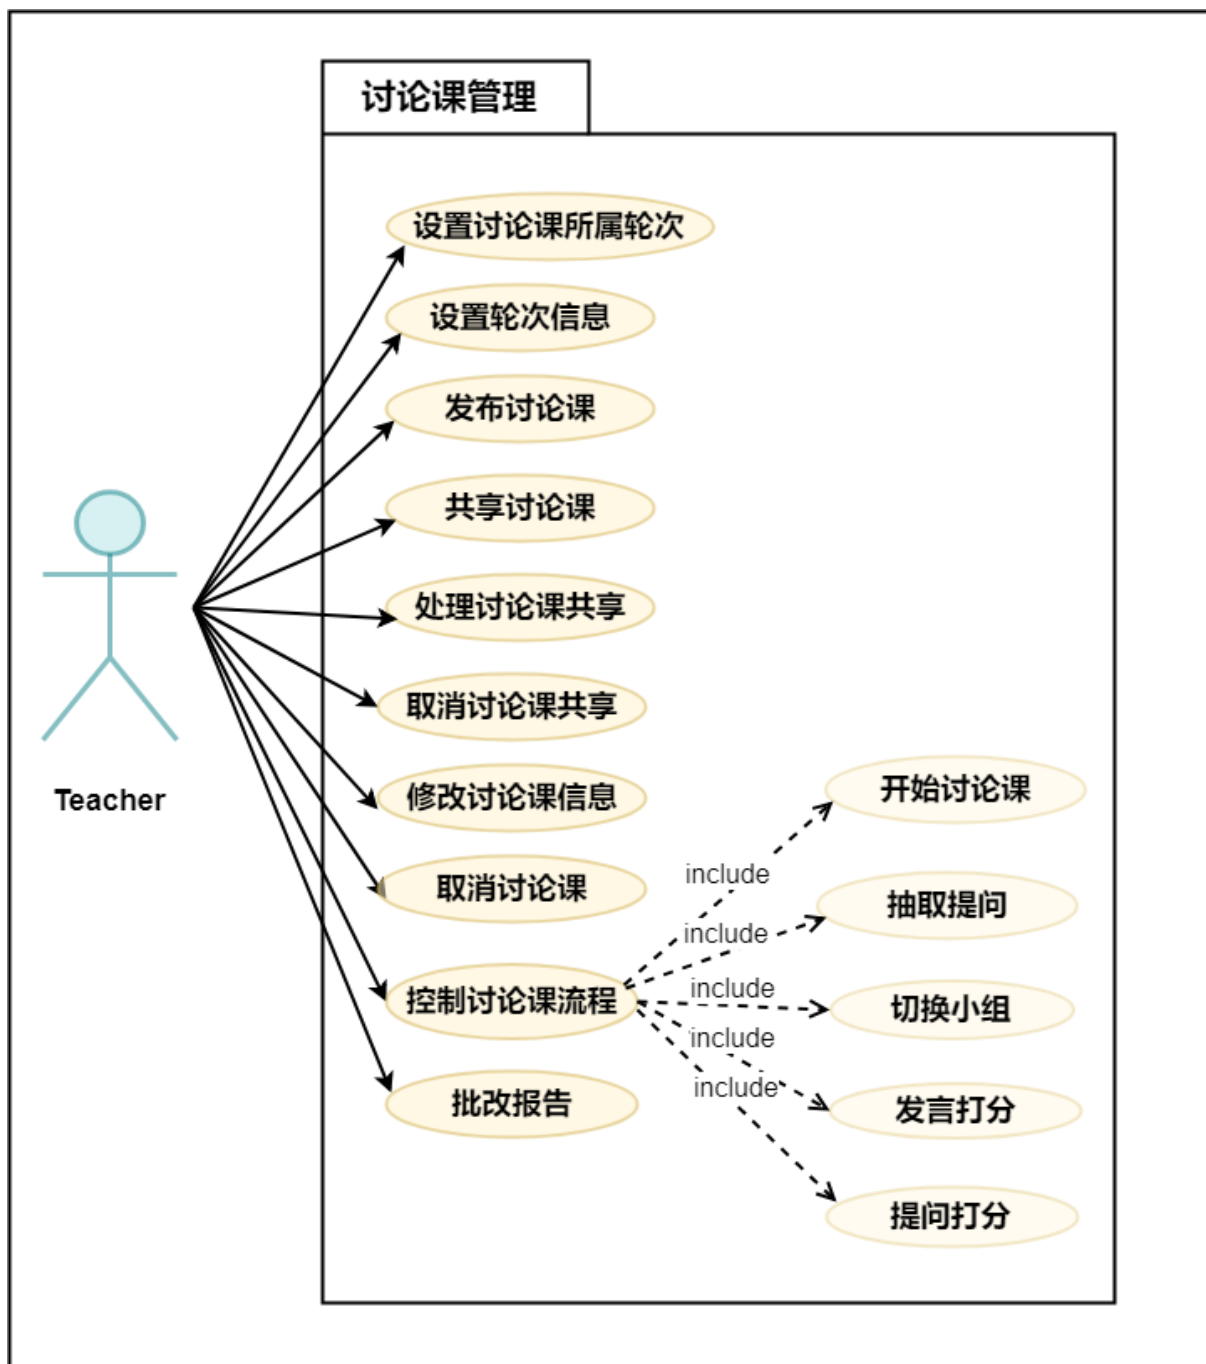 讨论课管理
设置讨论课所属轮次
设置轮次信息
发布讨论课
共享讨论课
处理讨论课共享
取消讨论课共享
修改讨论课信息
取消讨论课
控制讨论课流程
批改报告
Teacher
include
include
include
include
include
开始讨论课
抽取提问
切换小组
发言打分
提问打分